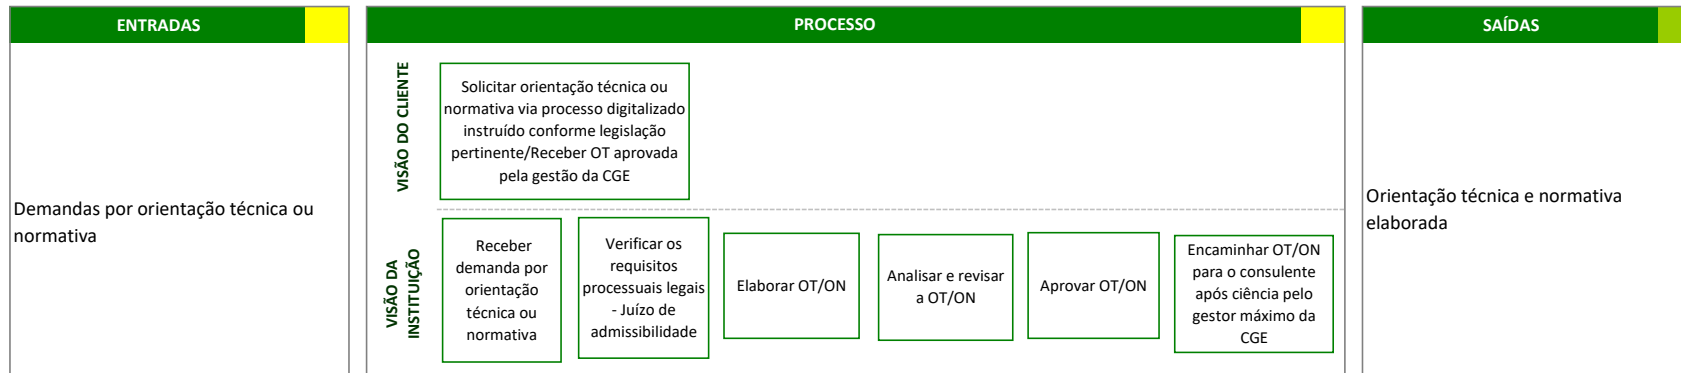 ENTRADAS
Demandas por orientação técnica ou
normativa
PROCESSO
VISÃO DO CLIENTE
Solicitar orientação técnica ou
normativa via processo digitalizado
instruído conforme legislação
pertinente/Receber OT aprovada
pela gestão da CGE
VISÃO DA
INSTITUIÇÃO
Receber
demanda por
orientação
técnica ou
normativa
Verificar os
requisitos
processuais legais
- Juízo de
admissibilidade
Elaborar OT/ON
Analisar e revisar
a OT/ON
Aprovar OT/ON
Encaminhar OT/ON
para o consulente
após ciência pelo
gestor máximo da
CGE
SAÍDAS
Orientação técnica e normativa
elaborada